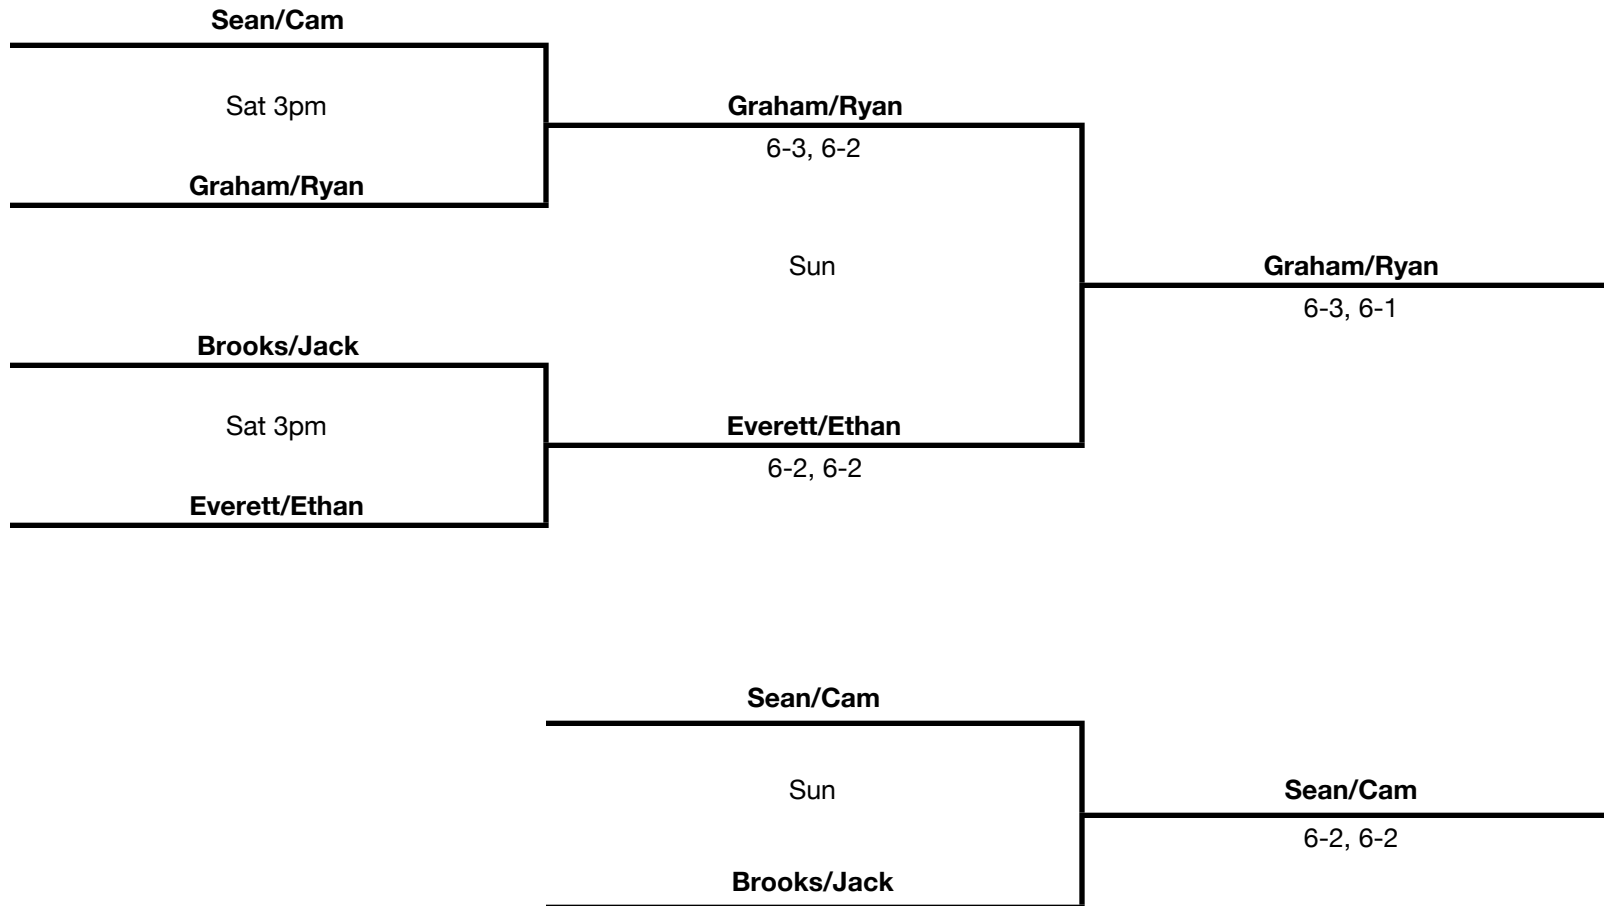 Sean/Cam
Sat 3pm
Graham/Ryan
6-3, 6-2
Graham/Ryan
Sun
Graham/Ryan
6-3, 6-1
Brooks/Jack
Sat 3pm
Everett/Ethan
6-2, 6-2
Everett/Ethan
Sean/Cam
Sun
Sean/Cam
6-2, 6-2
Brooks/Jack